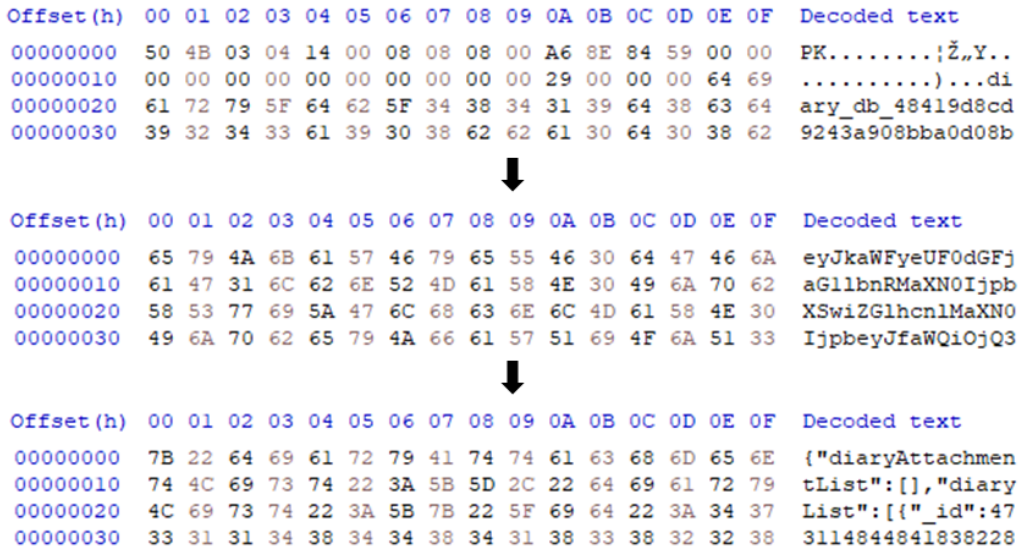 Offset(h) 00 01 02 03 04 05 06 07 08 09 0A 0B 0C 0D 0E 0F Decoded text
00000000 50 4B 03 04 14 00 08 08 08 00 A6 8E 84 59 00 00 PK........¦Ž„Y..
00000010 00 00 00 00 00 00 00 00 00 00 29 00 00 00 64 69 ..........)...di
00000020 61 72 79 5F 64 62 5F 34 38 34 31 39 64 38 63 64 ary_db_48419d8cd
00000030 39 32 34 33 61 39 30 38 62 62 61 30 64 30 38 62 9243a908bba0d08b
Offset(h) 00 01 02 03 04 05 06 07 08 09 0A 0B 0C 0D 0E 0F Decoded text
00000000 65 79 4A 6B 61 57 46 79 65 55 46 30 64 47 46 6A eyJkaWFyeUF0dGFj
00000010 61 47 31 6C 62 6E 52 4D 61 58 4E 30 49 6A 70 62 aG1lbnRMaXN0Ijpb
00000020 58 53 77 69 5A 47 6C 68 63 6E 6C 4D 61 58 4E 30 XSwiZGlhcnlMaXN0
00000030 49 6A 70 62 65 79 4A 66 61 57 51 69 4F 6A 51 33 IjpbeyJfaWQiOjQ3
Offset(h) 00 01 02 03 04 05 06 07 08 09 0A 0B 0C 0D 0E 0F Decoded text
00000000 7B 22 64 69 61 72 79 41 74 74 61 63 68 6D 65 6E {"diaryAttachmen
00000010 74 4C 69 73 74 22 3A 5B 5D 2C 22 64 69 61 72 79 tList":[],"diary
00000020 4C 69 73 74 22 3A 5B 7B 22 5F 69 64 22 3A 34 37 List":[{"_id":47
00000030 33 31 31 34 38 34 34 38 34 31 38 33 38 32 32 38 3114844841838228